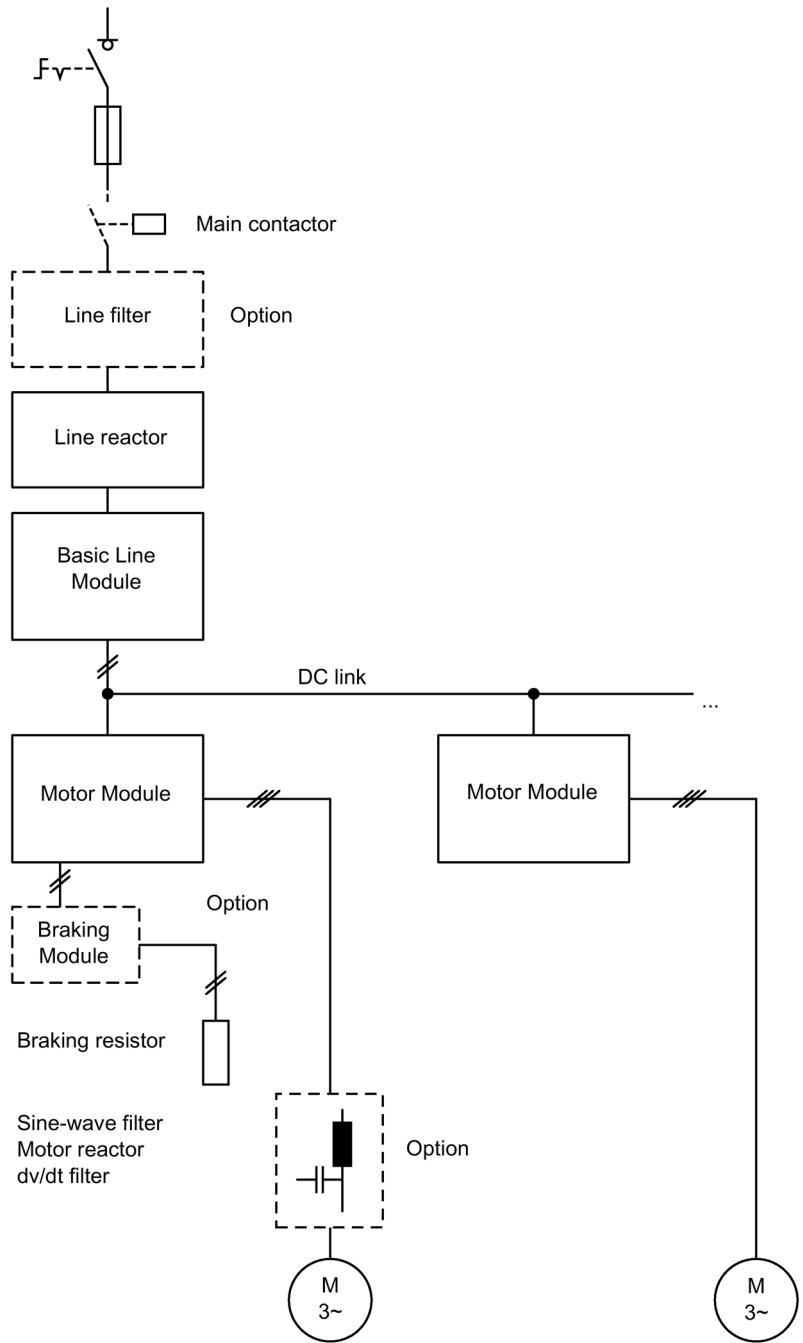 Main contactor
Line filter
Option
Line reactor
Basic Line
Module
DC link
...
Motor Module
Motor Module
Option
Braking
Module
Braking resistor
Sine-wave filter
Motor reactor
dv/dt filter
Option
M
3~
M
3~